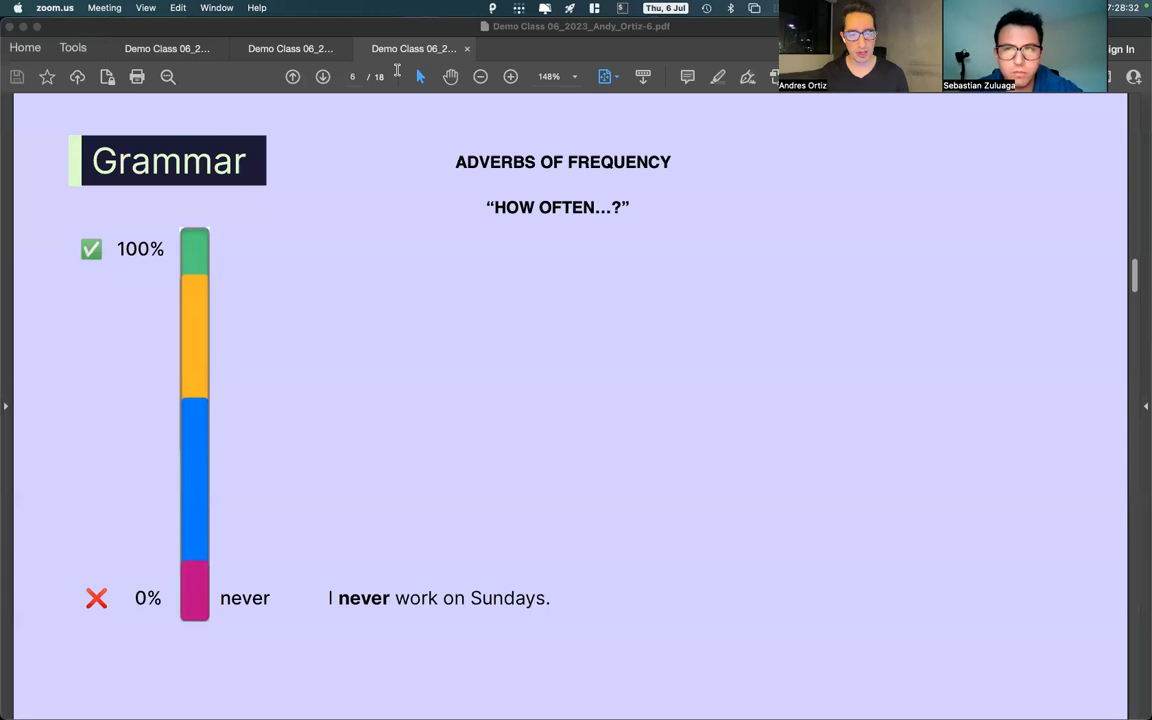 zoom.us Meeting View Edit Window Help
Thu, 6 Jul
7:28:32
Demo Class 06_2023_Andy_Ortiz-6.pdf
Home Tools Demo Class 06_2... Demo Class 06_2... Demo Class 06_2... × Sign In
6 / 18 148%
Andres Ortiz
Sebastian Zuluaga
Grammar
ADVERBS OF FREQUENCY
“HOW OFTEN...?”
100%
0% never I never work on Sundays.